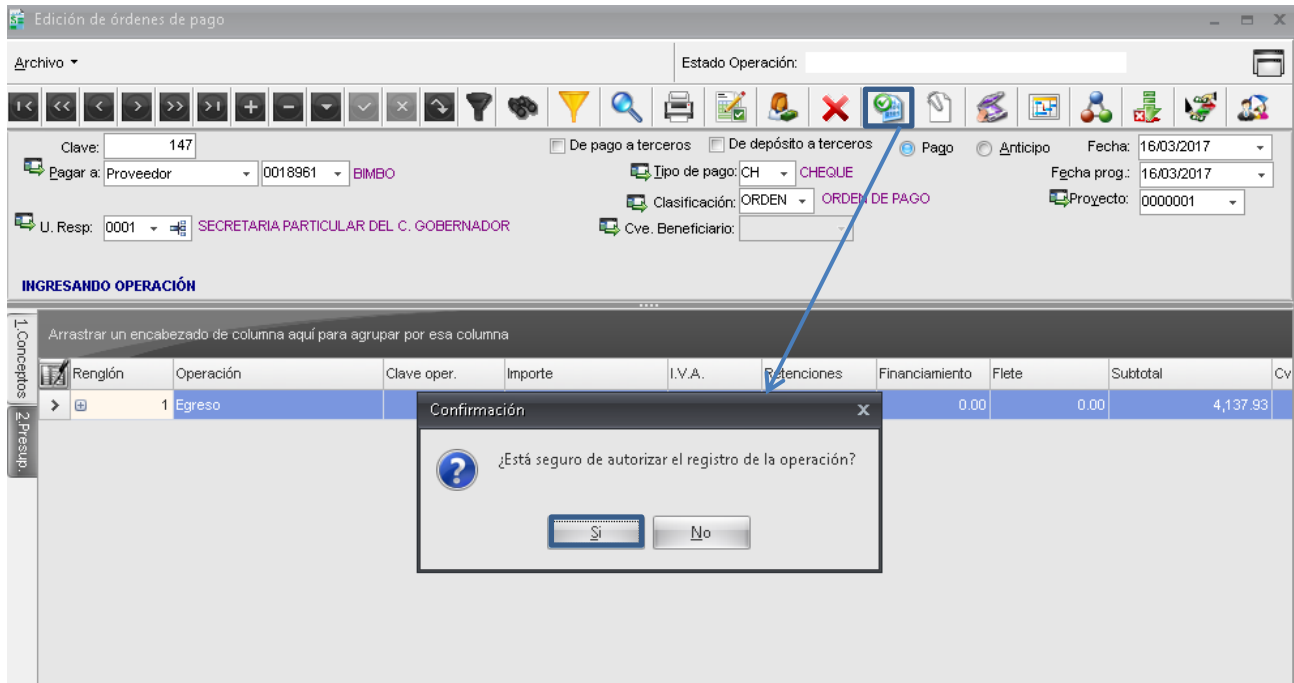 Edición de órdenes de pago
Archivo
Estado Operación:
Clave: 147
De pago a terceros De depósito a terceros Pago Anticipo Fecha: 16/03/2017
Pagar a: Proveedor 0018961 BIMBO
Tipo de pago: CH CHEQUE
Fecha prog.: 16/03/2017
Clasificación: ORDEN ORDEN DE PAGO
Proyecto: 0000001
U. Resp: 0001 SECRETARIA PARTICULAR DEL C. GOBERNADOR
Cve. Beneficiario:
INGRESANDO OPERACIÓN
1.Conceptos
2.Presup.
Arrastrar un encabezado de columna aquí para agrupar por esa columna
Renglón Operación Clave oper. Importe I.V.A. Retenciones Financiamiento Flete Subtotal Cv
1 Egreso 0.00 0.00 4,137.93
Confirmación
¿Está seguro de autorizar el registro de la operación?
Si No